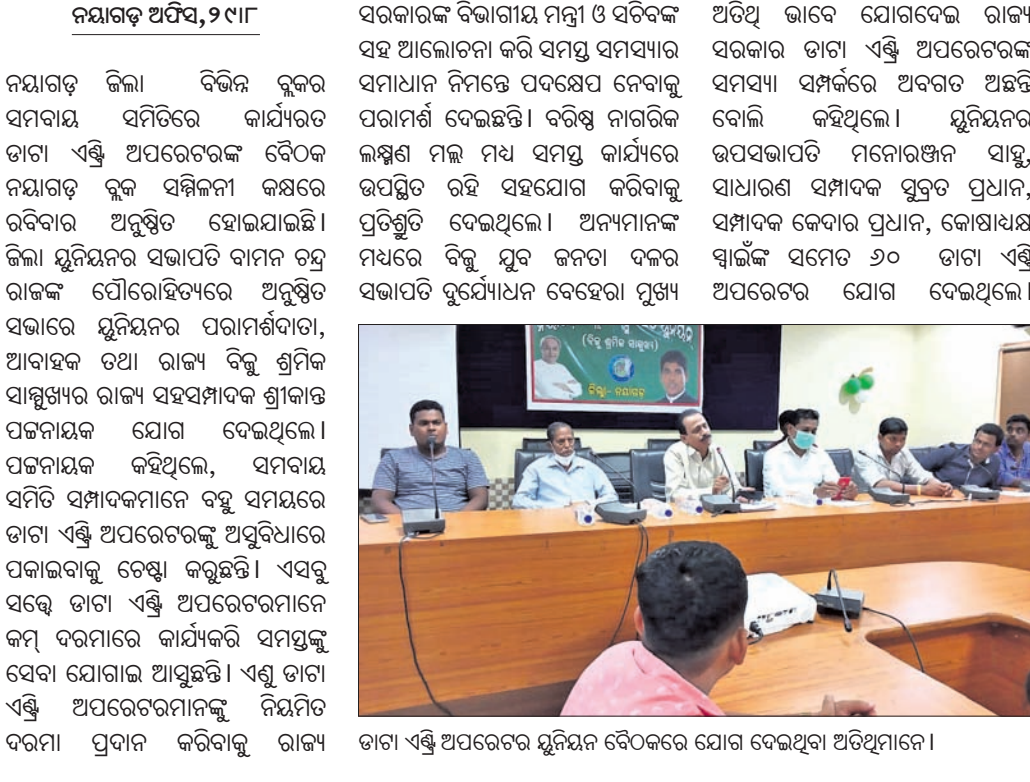 ନୟାଗଡ଼ ଅଫିସ,୨୯।୮
ନୟାଗଡ଼ ଜିଲା ବିଭିନ୍ନ ବ୍ଲକର
ସମବାୟ ସମିତିରେ କାର୍ଯ୍ୟରତ
ଡାଟା ଏଣ୍ଟ୍ରି ଅପରେଟରଙ୍କ ବୈଠକ
ନୟାଗଡ଼ ବ୍ଲକ ସମ୍ମିଳନୀ କକ୍ଷରେ
ରବିବାର ଅନୁଷ୍ଠିତ ହୋଇଯାଇଛି।
ଜିଲା ୟୁନିୟନର ସଭାପତି ବାମନ ଚନ୍ଦ୍ର
ରାଜଙ୍କ ପୌରୋହିତ୍ୟରେ ଅନୁଷ୍ଠିତ
ସଭାରେ ୟୁନିୟନର ପରାମର୍ଶଦାତା,
ଆବାହକ ତଥା ରାଜ୍ୟ ବିଜୁ ଶ୍ରମିକ
ସାମ୍ମୁଖ୍ୟର ରାଜ୍ୟ ସହସମ୍ପାଦକ ଶ୍ରୀକାନ୍ତ
ପଟ୍ଟନାୟକ ଯୋଗ ଦେଇଥିଲେ।
ପଟ୍ଟନାୟକ କହିଥିଲେ, ସମବାୟ
ସମିତି ସମ୍ପାଦକମାନେ ବହୁ ସମୟରେ
ଡାଟା ଏଣ୍ଟ୍ରି ଅପରେଟରଙ୍କୁ ଅସୁବିଧାରେ
ପକାଇବାକୁ ଚେଷ୍ଟା କରୁଛନ୍ତି। ଏସବୁ
ସତ୍ତ୍ୱେ ଡାଟା ଏଣ୍ଟ୍ରି ଅପରେଟରମାନେ
କମ୍ ଦରମାରେ କାର୍ଯ୍ୟକରି ସମସ୍ତଙ୍କୁ
ସେବା ଯୋଗାଇ ଆସୁଛନ୍ତି। ଏଣୁ ଡାଟା
ଏଣ୍ଟ୍ରି ଅପରେଟରମାନଙ୍କୁ ନିୟମିତ
ଦରମା ପ୍ରଦାନ କରିବାକୁ ରାଜ୍ୟ
ସରକାରଙ୍କ ବିଭାଗୀୟ ମନ୍ତ୍ରୀ ଓ ସଚିବଙ୍କ
ସହ ଆଲୋଚନା କରି ସମସ୍ତ ସମସ୍ୟାର
ସମାଧାନ ନିମନ୍ତେ ପଦକ୍ଷେପ ନେବାକୁ
ପରାମର୍ଶ ଦେଇଛନ୍ତି। ବରିଷ୍ଠ ନାଗରିକ
ଲକ୍ଷ୍ମଣ ମଲ୍ଲ ମଧ୍ୟ ସମସ୍ତ କାର୍ଯ୍ୟରେ
ଉପସ୍ଥିତ ରହି ସହଯୋଗ କରିବାକୁ
ପ୍ରତିଶ୍ରୁତି ଦେଇଥିଲେ। ଅନ୍ୟମାନଙ୍କ
ମଧ୍ୟରେ ବିଜୁ ଯୁବ ଜନତା ଦଳର
ସଭାପତି ଦୁର୍ଯ୍ୟୋଧନ ବେହେରା ମୁଖ୍ୟ
ଅତିଥି ଭାବେ ଯୋଗଦେଇ ରାଜ୍ୟ
ସରକାର ଡାଟା ଏଣ୍ଟ୍ରି ଅପରେଟରଙ୍କ
ସମସ୍ୟା ସମ୍ପର୍କରେ ଅବଗତ ଅଛନ୍ତି
ବୋଲି କହିଥିଲେ। ୟୁନିୟନର
ଉପସଭାପତି ମନୋରଞ୍ଜନ ସାହୁ,
ସାଧାରଣ ସମ୍ପାଦକ ସୁବ୍ରତ ପ୍ରଧାନ,
ସମ୍ପାଦକ କେଦାର ପ୍ରଧାନ, କୋଷାଧ୍ୟକ୍ଷ
ସ୍ୱାଇଁଙ୍କ ସମେତ ୬୦ ଡାଟା ଏଣ୍ଟ୍ରି
ଅପରେଟର ଯୋଗ ଦେଇଥିଲେ।
(ବିଜୁ ଶ୍ରମିକ ସାମ୍ମୁଖ୍ୟ)
ଜିଲ୍ଲା- ନୟାଗଡ଼
ଡାଟା ଏଣ୍ଟ୍ରି ଅପରେଟର ୟୁନିୟନ ବୈଠକରେ ଯୋଗ ଦେଇଥିବା ଅତିଥିମାନେ।